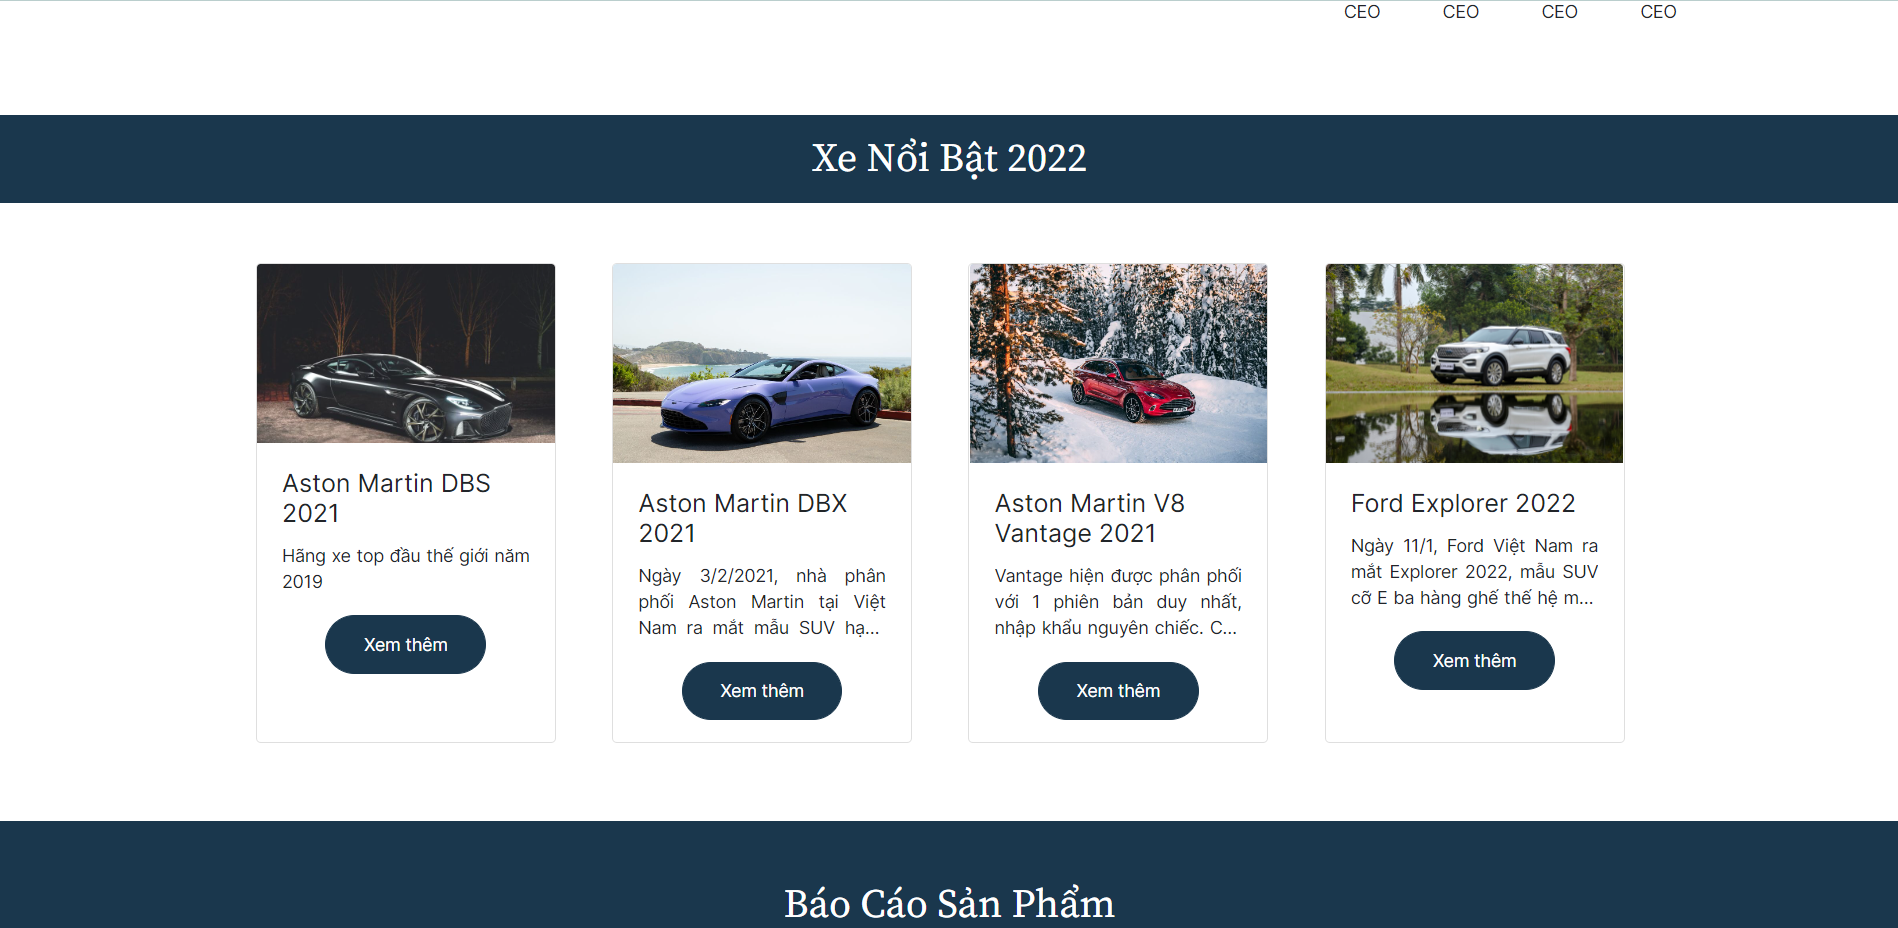 CEO CEO CEO CEO
Xe Nổi Bật 2022
Aston Martin DBS
2021
Hãng xe top đầu thế giới năm
2019
Xem thêm
Aston Martin DBX
2021
Ngày 3/2/2021, nhà phân
phối Aston Martin tại Việt
Nam ra mắt mẫu SUV hạ...
Xem thêm
Aston Martin V8
Vantage 2021
Vantage hiện được phân phối
với 1 phiên bản duy nhất,
nhập khẩu nguyên chiếc. C...
Xem thêm
Ford Explorer 2022
Ngày 11/1, Ford Việt Nam ra
mắt Explorer 2022, mẫu SUV
cỡ E ba hàng ghế thế hệ m...
Xem thêm
Báo Cáo Sản Phẩm